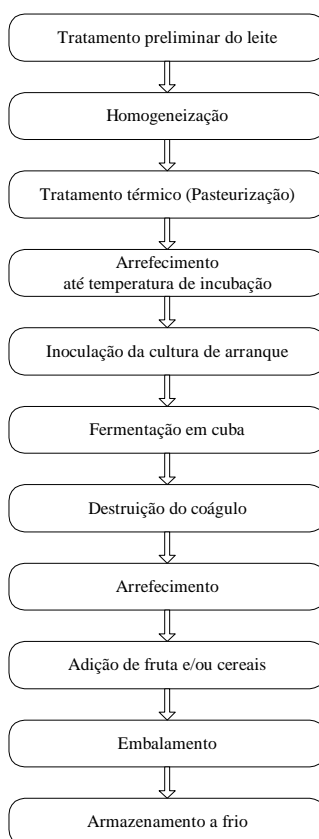 Tratamento preliminar do leite
Homogeneização
Tratamento térmico (Pasteurização)
Arrefecimento
até temperatura de incubação
Inoculação da cultura de arranque
Fermentação em cuba
Destruição do coágulo
Arrefecimento
Adição de fruta e/ou cereais
Embalamento
Armazenamento a frio